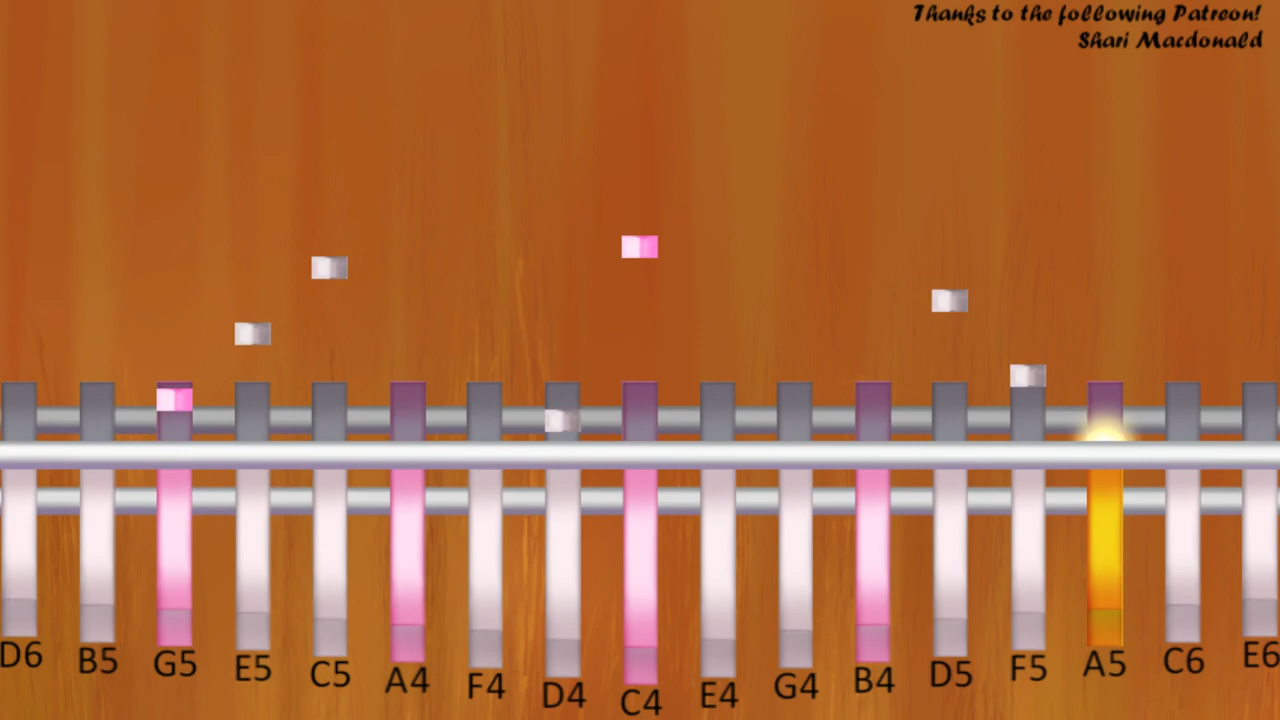 Thanks to the following Patreon!
Shari Macdonald
D6 B5 G5 E5 C5 A4 F4 D4 C4 E4 G4 B4 D5 F5 A5 C6 E6